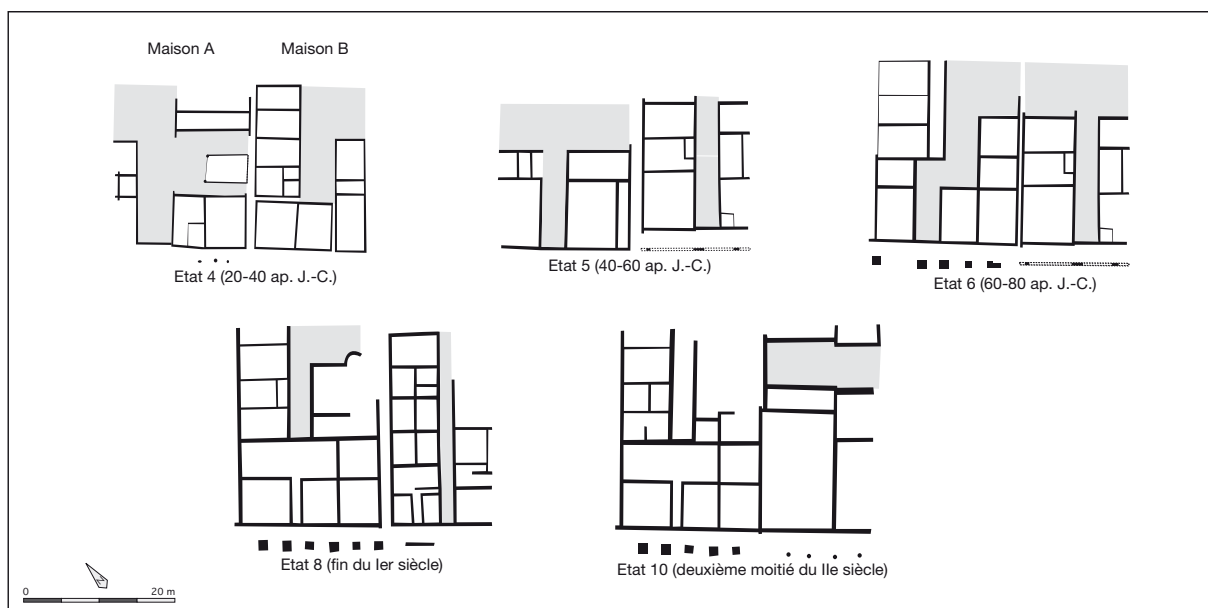 Maison A
Maison B
Etat 4 (20-40 ap. J.-C.)
Etat 5 (40-60 ap. J.-C.)
Etat 6 (60-80 ap. J.-C.)
Etat 8 (fin du Ier siècle)
Etat 10 (deuxième moitié du IIe siècle)
0 20 m